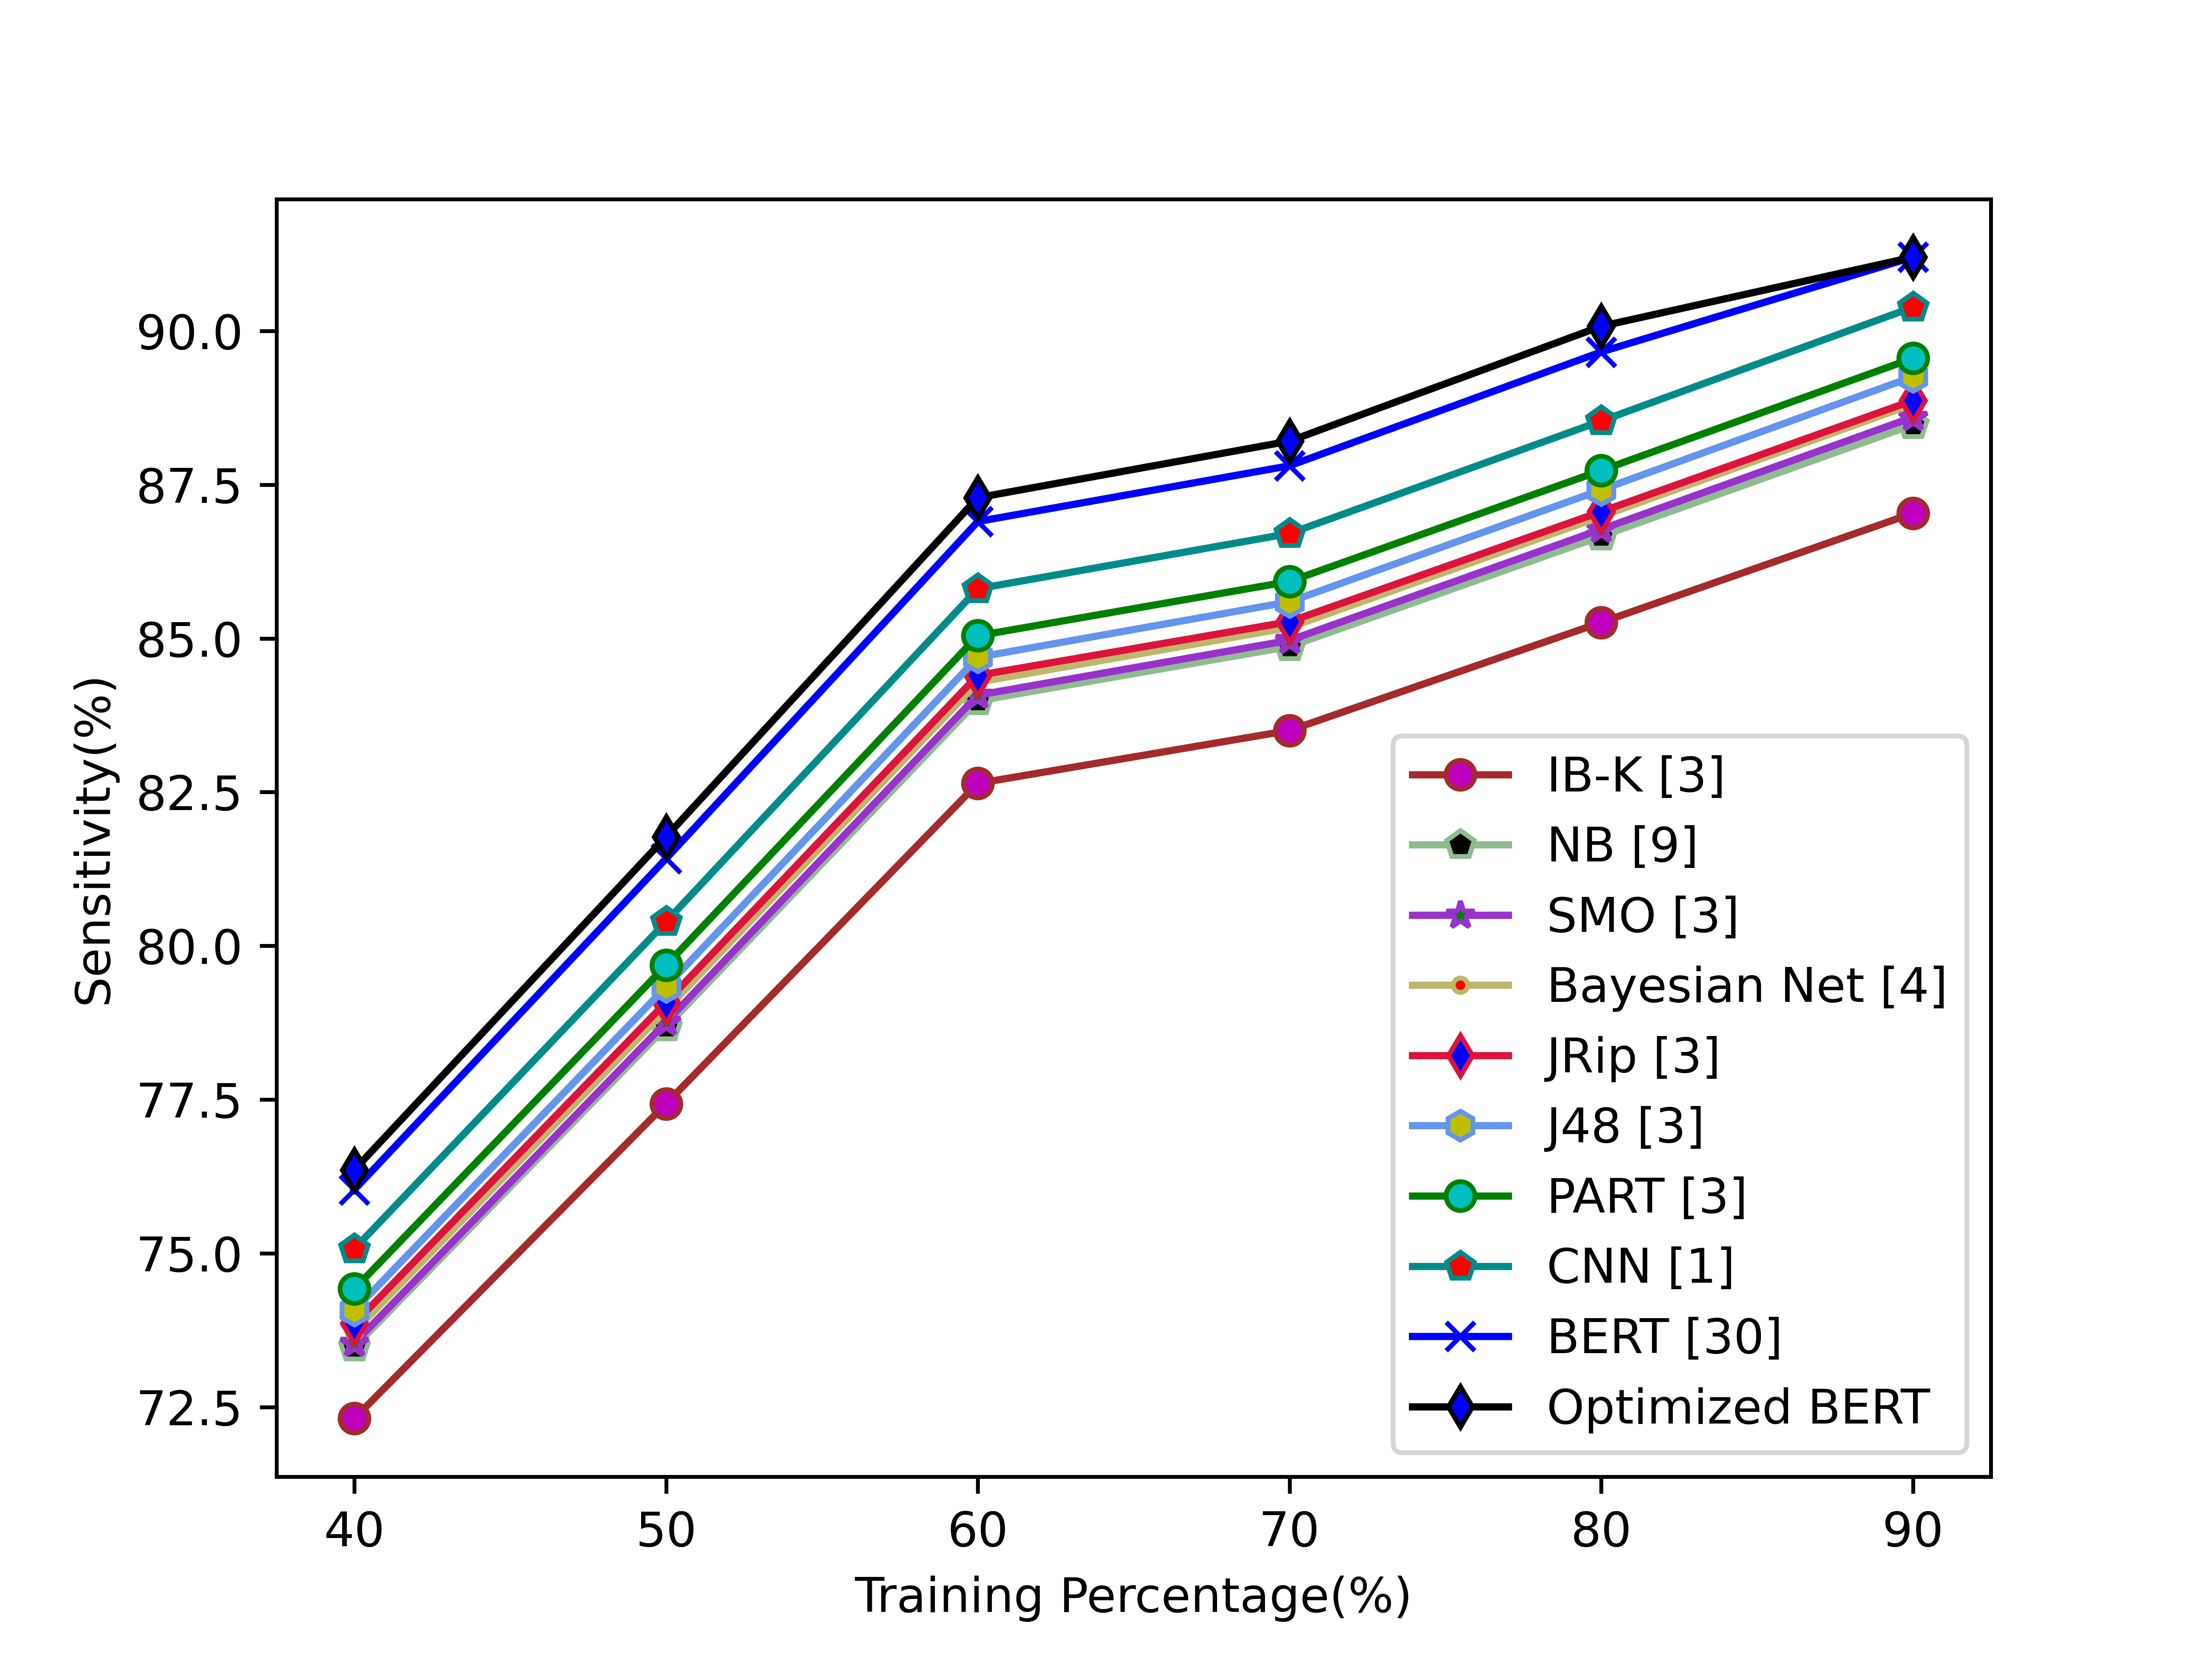 90.0
87.5
85.0
82.5
80.0
77.5
75.0
72.5
Sensitivity(%)
40 50 60 70 80 90
Training Percentage(%)
IB-K [3]
NB [9]
SMO [3]
Bayesian Net [4]
JRip [3]
J48 [3]
PART [3]
CNN [1]
BERT [30]
Optimized BERT